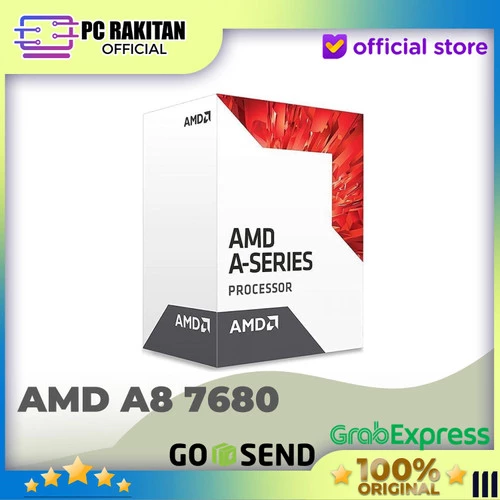 PC RAKITAN
OFFICIAL
official store
AMD
AMD
A-SERIES
PROCESSOR
AMD
AMD
AMD A8 7680
GO SEND
GrabExpress
100%
ORIGINAL